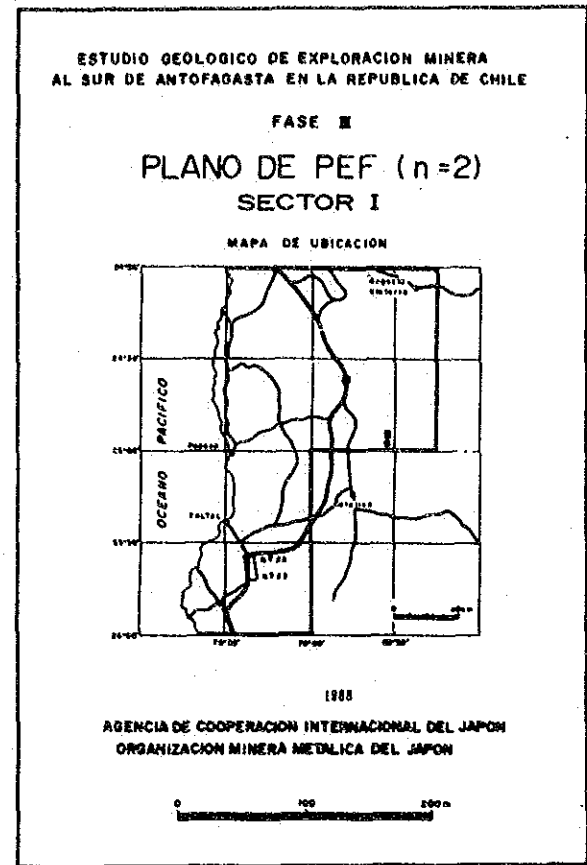 ESTUDIO GEOLOGICO DE EXPLORACION MINERA
AL SUR DE ANTOFAGASTA EN LA REPUBLICA DE CHILE
FASE III
PLANO DE PEF (n=2)
SECTOR I
MAPA DE UBICACION
OCEANO PACIFICO
TALTAL
1988
AGENCIA DE COOPERACION INTERNACIONAL DEL JAPON
ORGANIZACION MINERA METALICA DEL JAPON
0 100 200 m